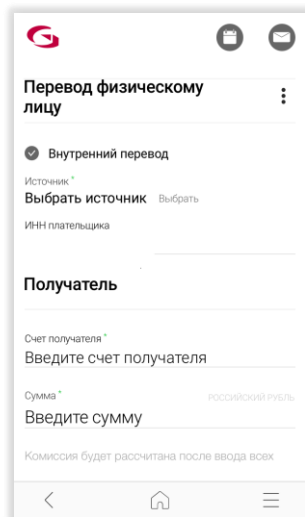 Перевод физическому
лицу
Внутренний перевод
Источник *
Выбрать источник Выбрать
ИНН плательщика
Получатель
Счет получателя *
Введите счет получателя
Сумма * РОССИЙСКИЙ РУБЛЬ
Введите сумму
Комиссия будет рассчитана после ввода всех